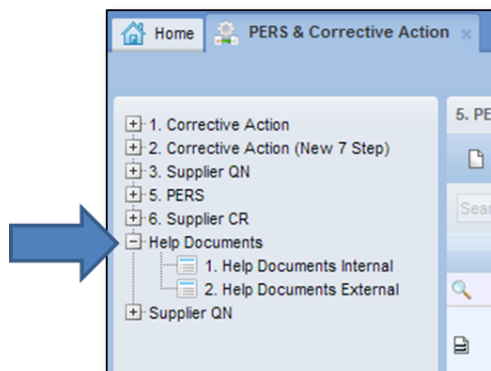 Home
PERS & Corrective Action
1. Corrective Action
2. Corrective Action (New 7 Step)
3. Supplier QN
5. PERS
6. Supplier CR
Help Documents
1. Help Documents Internal
2. Help Documents External
Supplier QN
5. PE
Sear